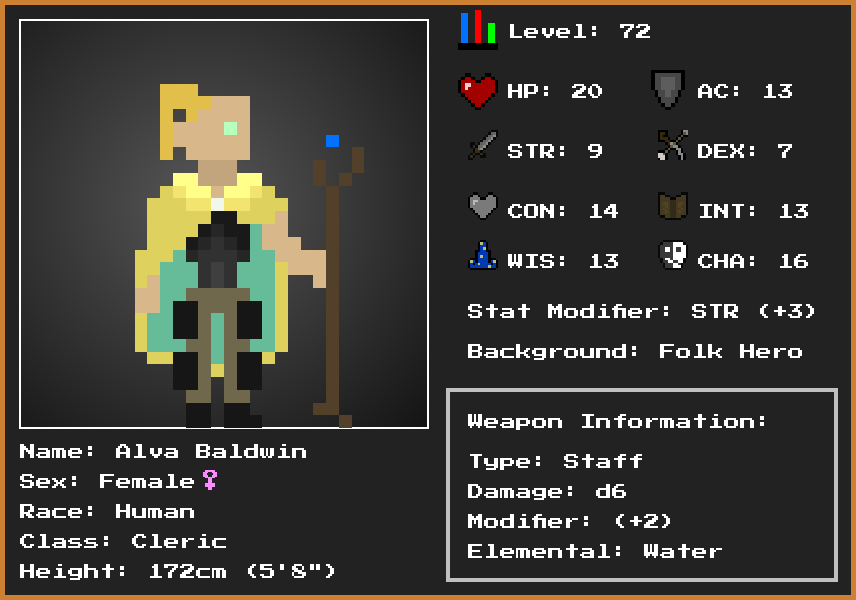 Level: 72
HP: 20
AC: 13
STR: 9
DEX: 7
CON: 14
INT: 13
WIS: 13
CHA: 16
Stat Modifier: STR (+3)
Background: Folk Hero
Weapon Information:
Type: Staff
Damage: d6
Modifier: (+2)
Elemental: Water
Name: Alva Baldwin
Sex: Female♀
Race: Human
Class: Cleric
Height: 172cm (5'8")